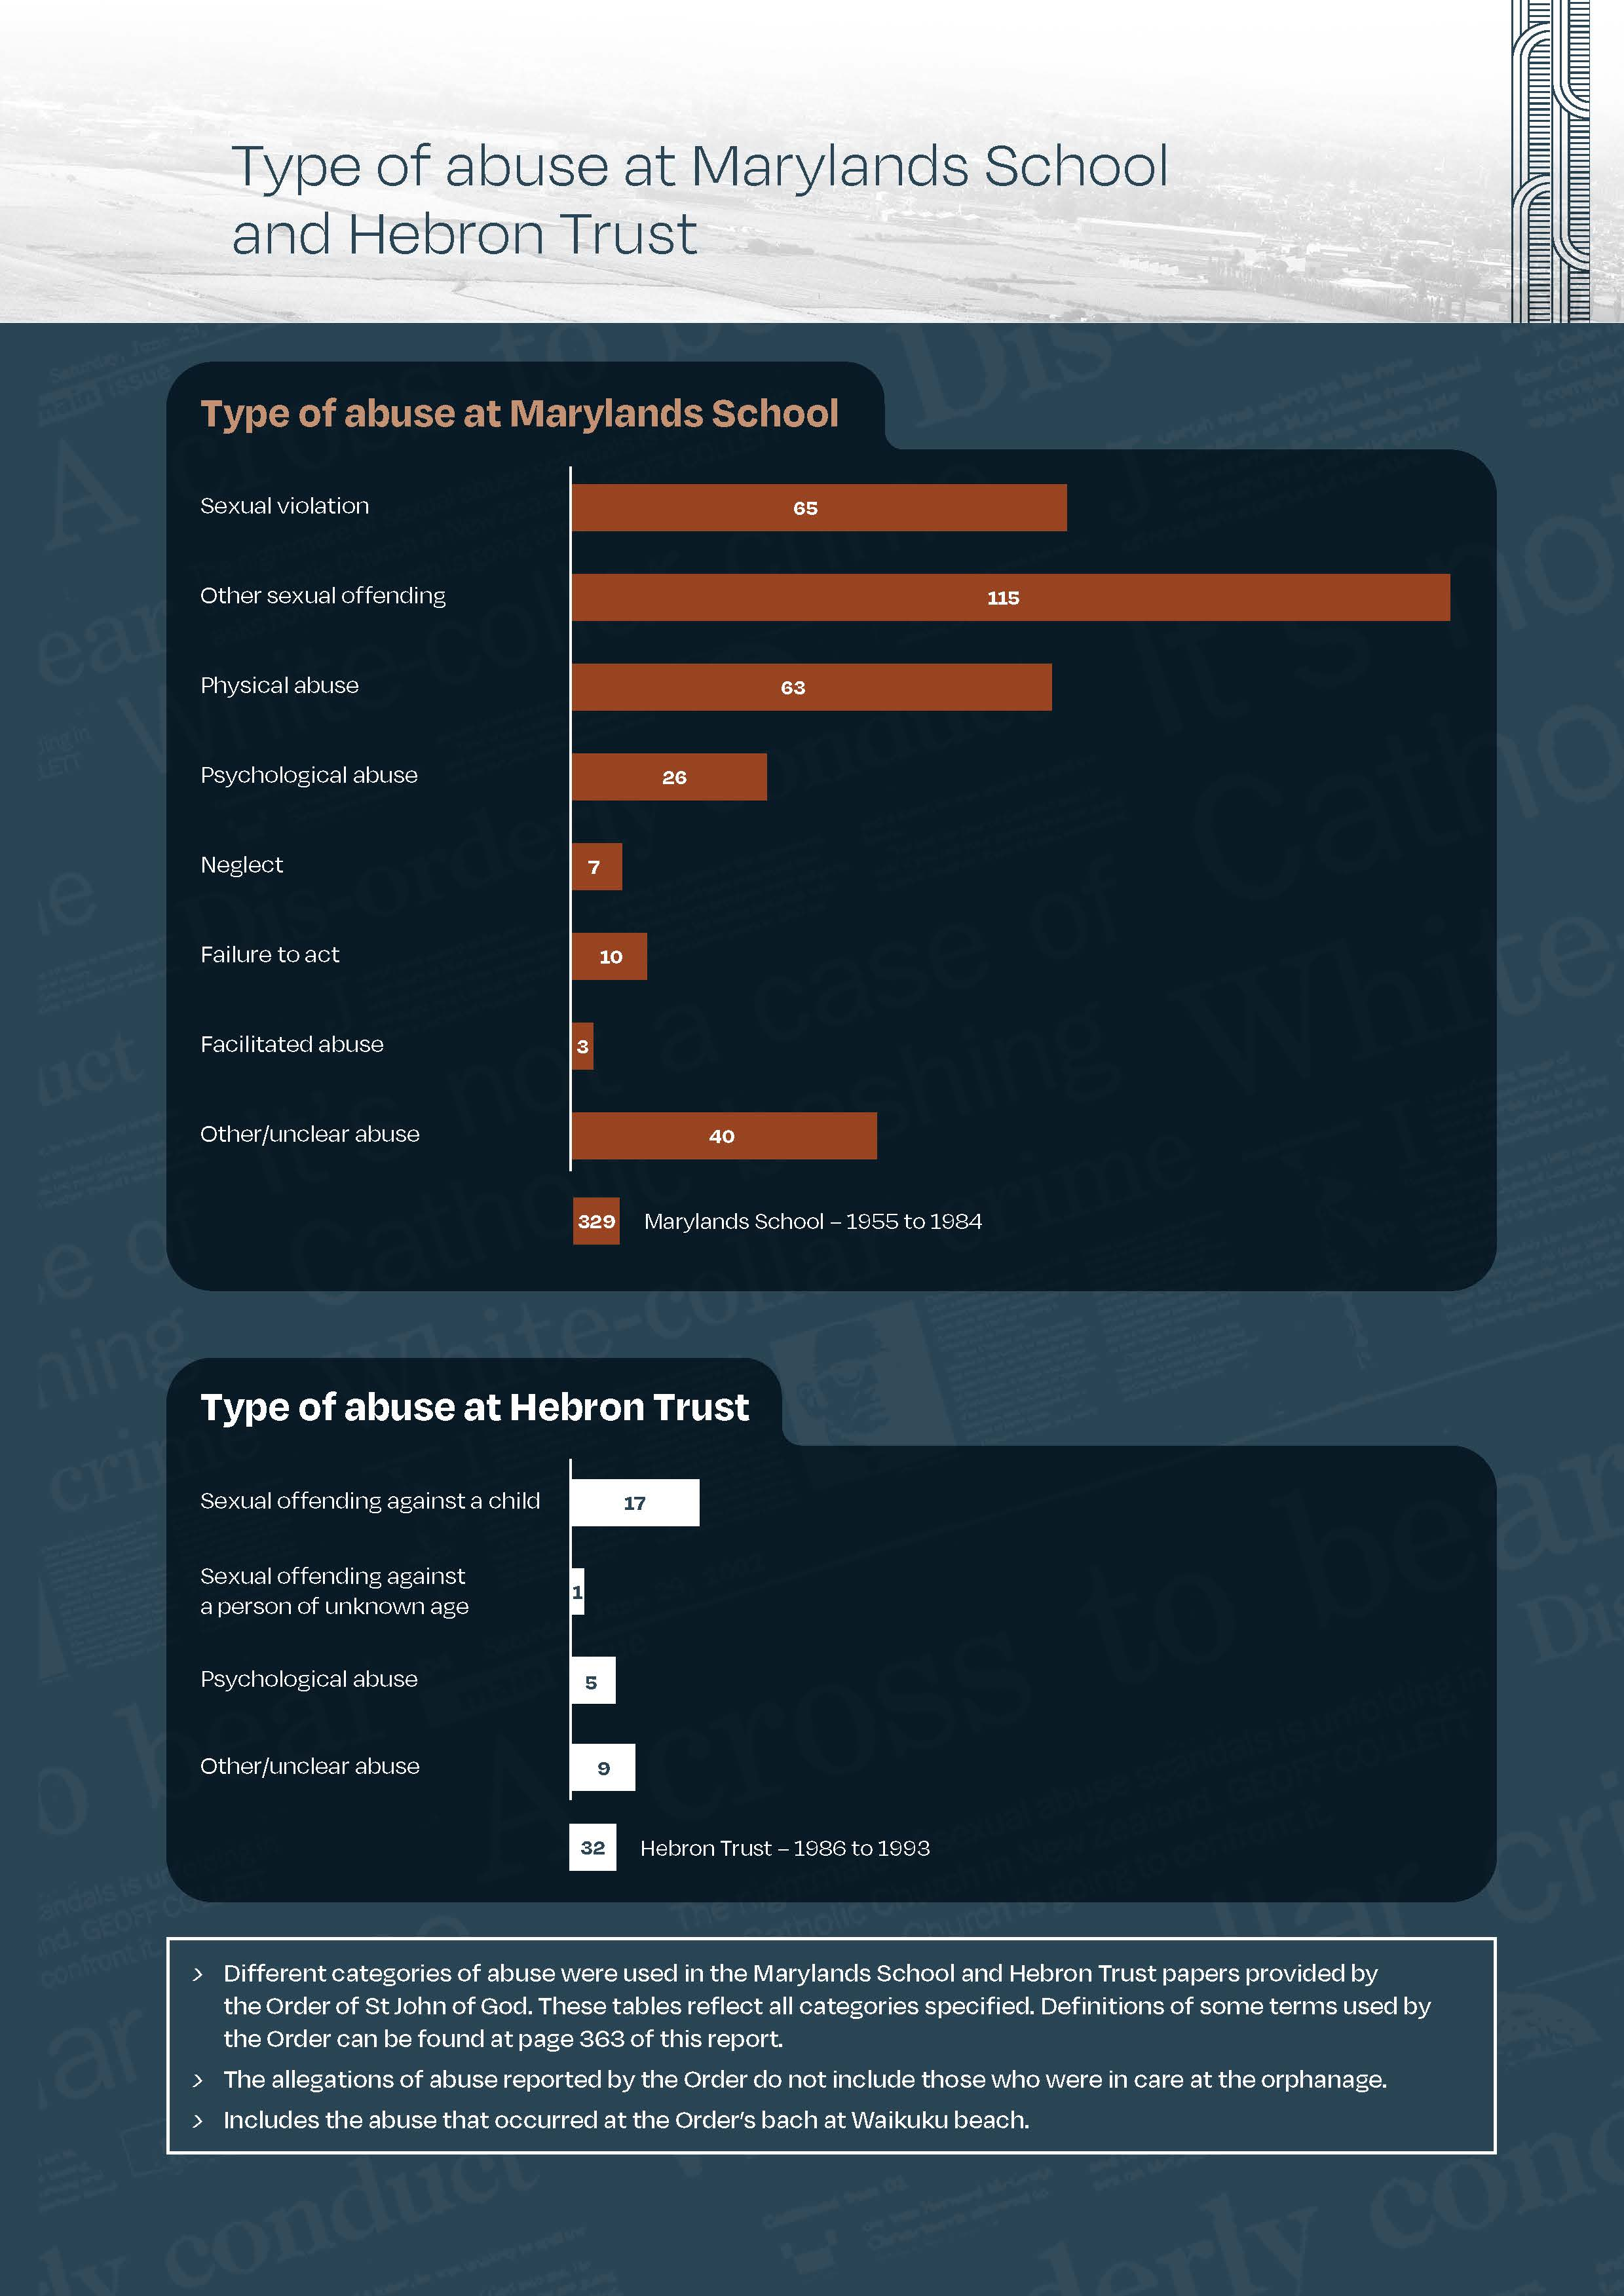 Type of abuse at Marylands School
and Hebron Trust
Type of abuse at Marylands School
Sexual violation
65
Other sexual offending
115
Physical abuse
63
Psychological abuse
26
Neglect
7
Failure to act
10
Facilitated abuse
3
Other/unclear abuse
40
329
Marylands School – 1955 to 1984
Type of abuse at Hebron Trust
Sexual offending against a child
17
Sexual offending against
a person of unknown age
1
Psychological abuse
5
Other/unclear abuse
9
32
Hebron Trust – 1986 to 1993
> Different categories of abuse were used in the Marylands School and Hebron Trust papers provided by
the Order of St John of God. These tables reflect all categories specified. Definitions of some terms used by
the Order can be found at page 363 of this report.
> The allegations of abuse reported by the Order do not include those who were in care at the orphanage.
> Includes the abuse that occurred at the Order's bach at Waikuku beach.